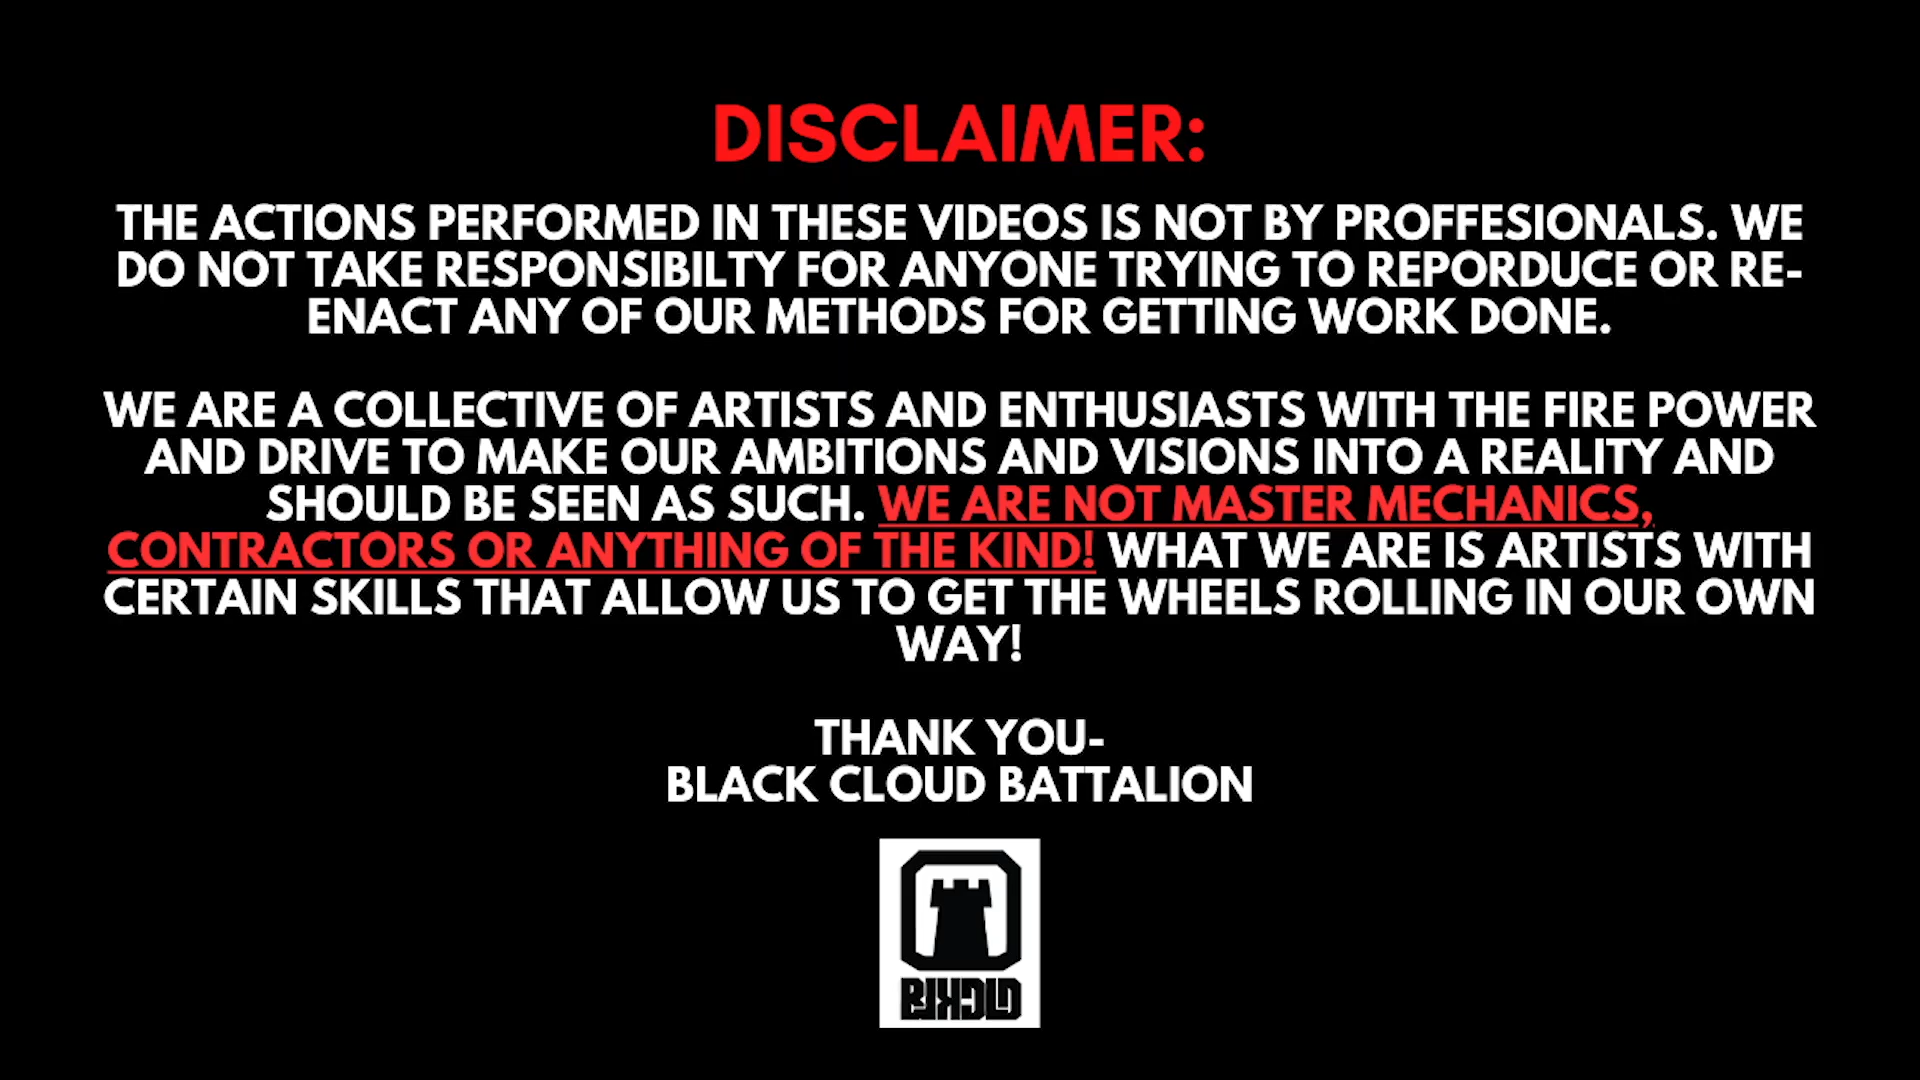 DISCLAIMER:
THE ACTIONS PERFORMED IN THESE VIDEOS IS NOT BY PROFFESIONALS. WE
DO NOT TAKE RESPONSIBILTY FOR ANYONE TRYING TO REPORDUCE OR RE-
ENACT ANY OF OUR METHODS FOR GETTING WORK DONE.
WE ARE A COLLECTIVE OF ARTISTS AND ENTHUSIASTS WITH THE FIRE POWER
AND DRIVE TO MAKE OUR AMBITIONS AND VISIONS INTO A REALITY AND
SHOULD BE SEEN AS SUCH. WE ARE NOT MASTER MECHANICS,
CONTRACTORS OR ANYTHING OF THE KIND! WHAT WE ARE IS ARTISTS WITH
CERTAIN SKILLS THAT ALLOW US TO GET THE WHEELS ROLLING IN OUR OWN
WAY!
THANK YOU-
BLACK CLOUD BATTALION